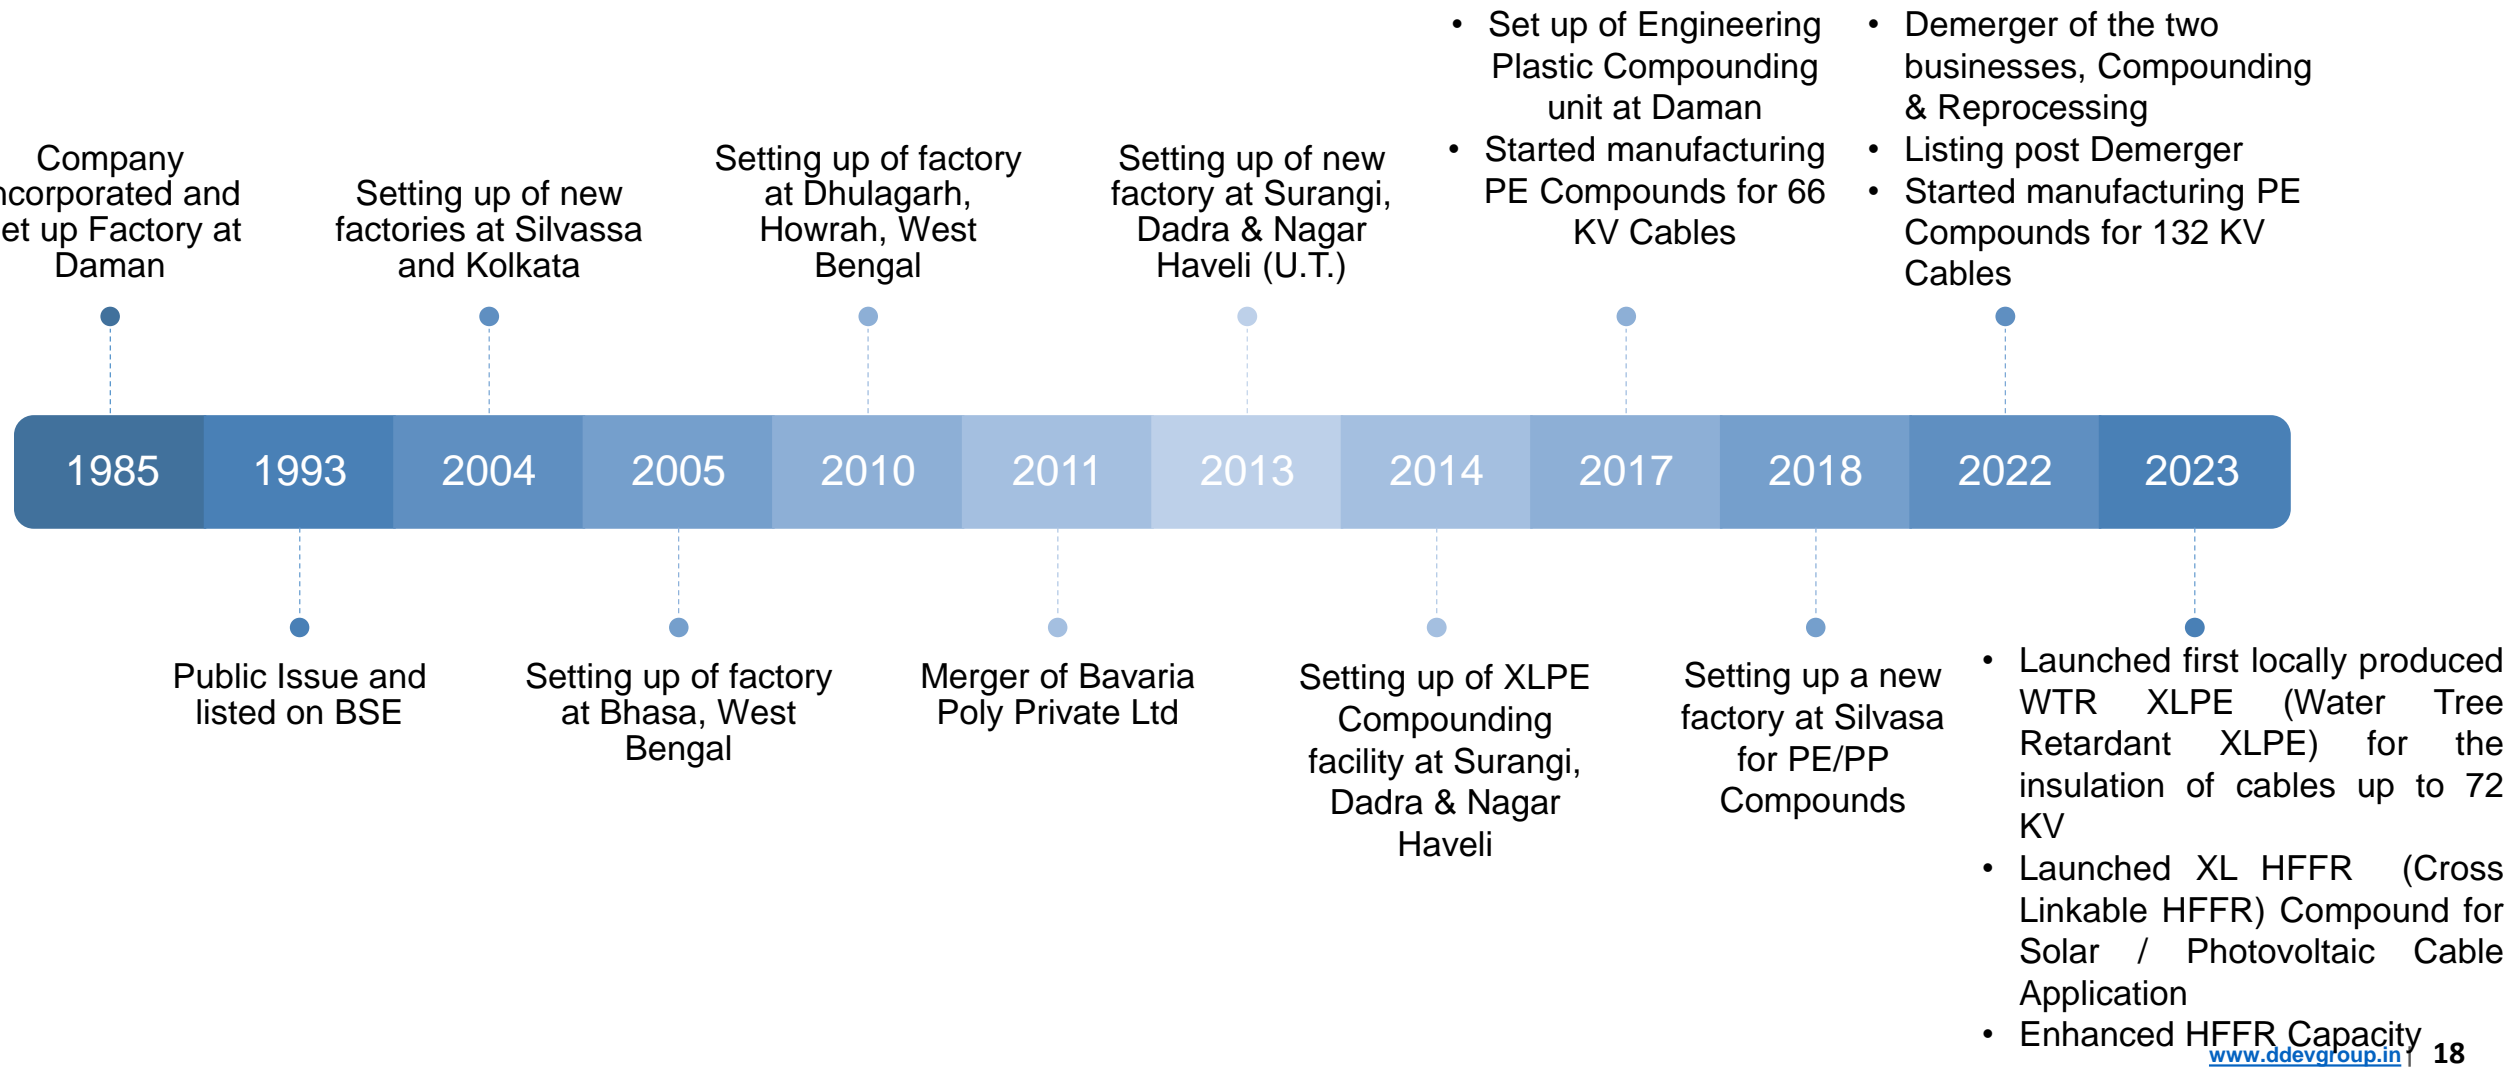 Company
ncorporated and
et up Factory at
Daman
Setting up of new
factories at Silvassa
and Kolkata
Setting up of factory
at Dhulagarh,
Howrah, West
Bengal
Setting up of new
factory at Surangi,
Dadra & Nagar
Haveli (U.T.)
• Set up of Engineering
Plastic Compounding
unit at Daman
• Started manufacturing
PE Compounds for 66
KV Cables
• Demerger of the two
businesses, Compounding
& Reprocessing
• Listing post Demerger
• Started manufacturing PE
Compounds for 132 KV
Cables
1985 1993 2004 2005 2010 2011 2013 2014 2017 2018 2022 2023
Public Issue and
listed on BSE
Setting up of factory
at Bhasa, West
Bengal
Merger of Bavaria
Poly Private Ltd
Setting up of XLPE
Compounding
facility at Surangi,
Dadra & Nagar
Haveli
Setting up a new
factory at Silvasa
for PE/PP
Compounds
• Launched first locally produced
WTR XLPE (Water Tree
Retardant XLPE) for the
insulation of cables up to 72
KV
• Launched XL HFFR (Cross
Linkable HFFR) Compound for
Solar / Photovoltaic Cable
Application
• Enhanced HFFR Capacity
www.ddevgroup.in | 18